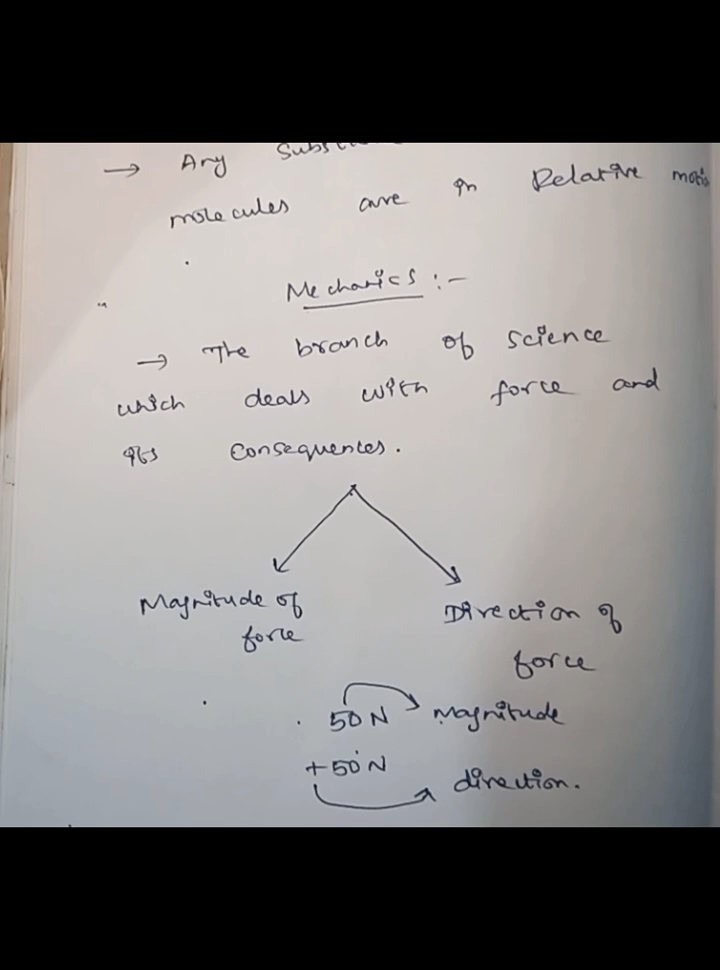 → Any
molecules are in Relative
Mechanics :-
→ The branch of science
which deals with force and
its consequences.
Magnitude of force
Direction of force
50 N → magnitude
+50 N → direction.